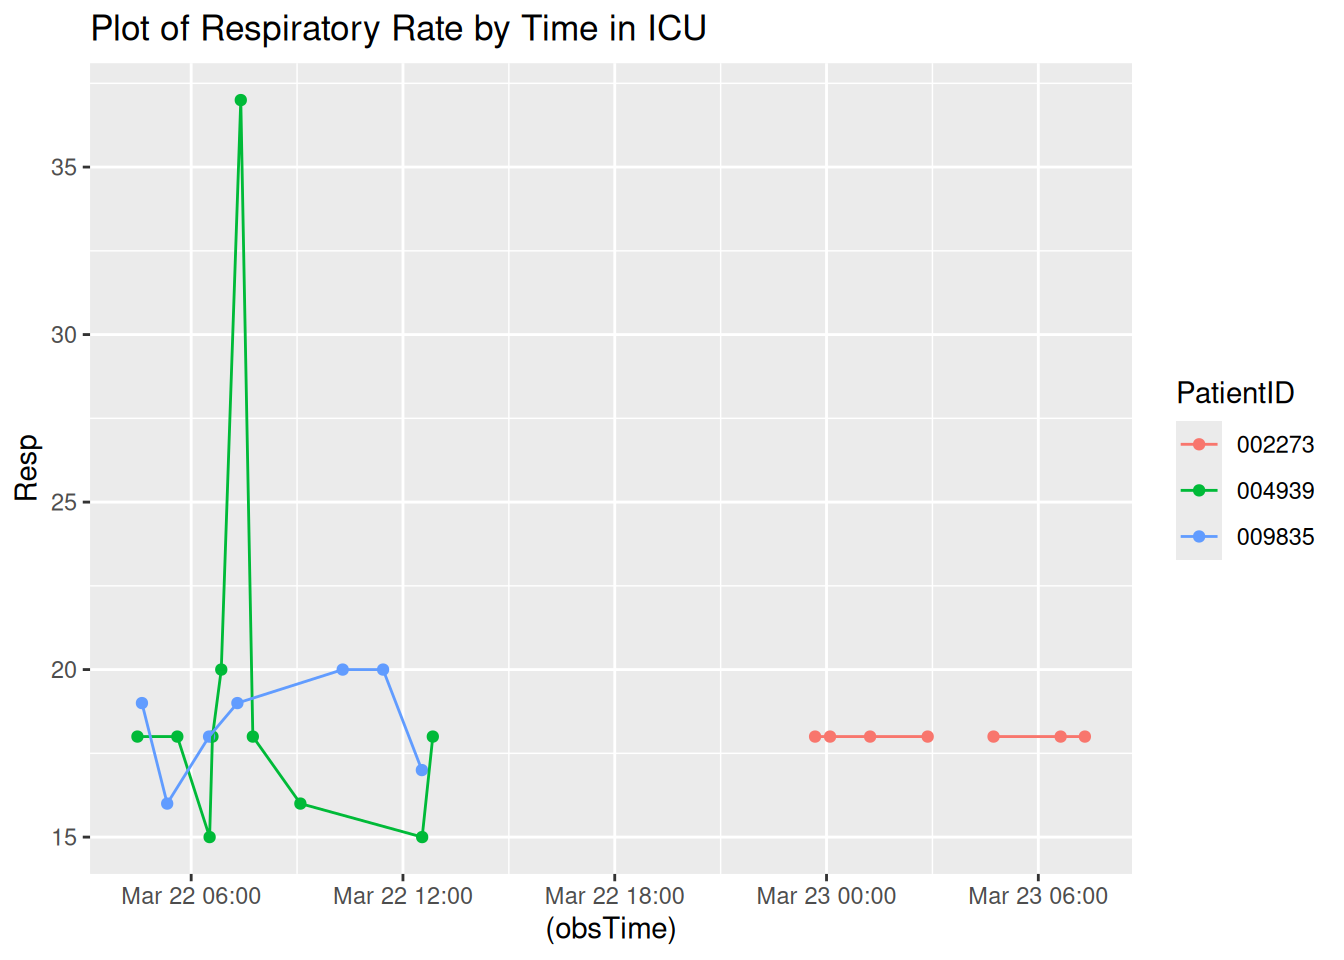 Plot of Respiratory Rate by Time in ICU
Resp
35
30
25
20
15
Mar 22 06:00 Mar 22 12:00 Mar 22 18:00 Mar 23 00:00 Mar 23 06:00
(obsTime)
PatientID
002273
004939
009835